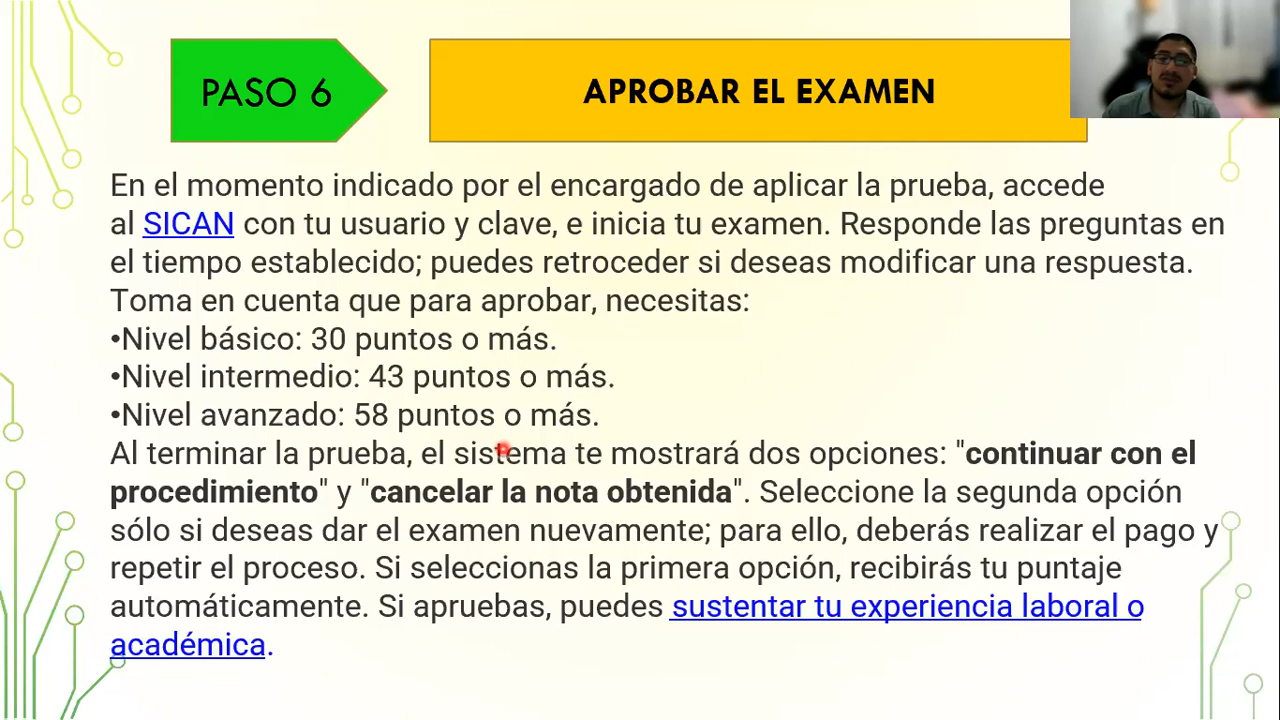 PASO 6
APROBAR EL EXAMEN
En el momento indicado por el encargado de aplicar la prueba, accede
al SICAN con tu usuario y clave, e inicia tu examen. Responde las preguntas en
el tiempo establecido; puedes retroceder si deseas modificar una respuesta.
Toma en cuenta que para aprobar, necesitas:
•Nivel básico: 30 puntos o más.
•Nivel intermedio: 43 puntos o más.
•Nivel avanzado: 58 puntos o más.
Al terminar la prueba, el sistema te mostrará dos opciones: "continuar con el
procedimiento" y "cancelar la nota obtenida". Seleccione la segunda opción
sólo si deseas dar el examen nuevamente; para ello, deberás realizar el pago y
repetir el proceso. Si seleccionas la primera opción, recibirás tu puntaje
automáticamente. Si apruebas, puedes sustentar tu experiencia laboral o
académica.